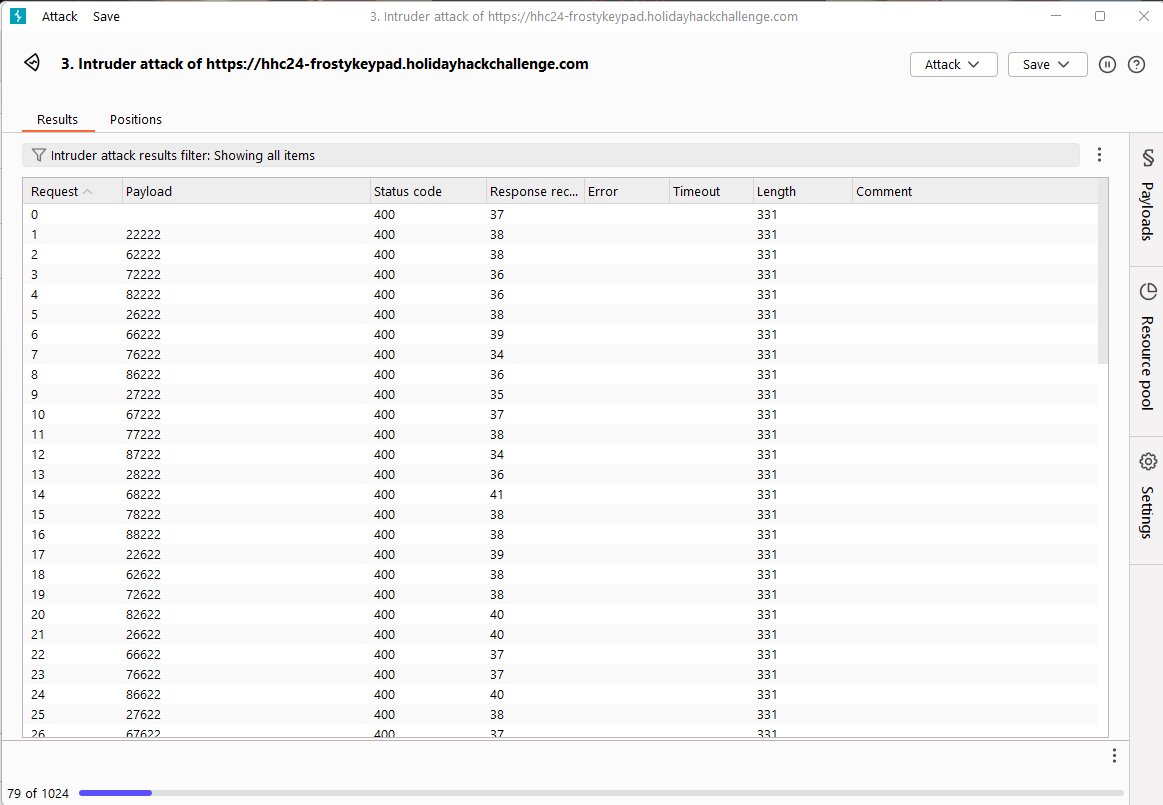 Attack Save 3. Intruder attack of https://hhc24-frostykeypad.holidayhackchallenge.com
3. Intruder attack of https://hhc24-frostykeypad.holidayhackchallenge.com Attack Save
Results Positions
Intruder attack results filter: Showing all items
Request Payload Status code Response rec... Error Timeout Length Comment
0 400 37 331
1 22222 400 38 331
2 62222 400 38 331
3 72222 400 36 331
4 82222 400 36 331
5 26222 400 38 331
6 66222 400 39 331
7 76222 400 34 331
8 86222 400 36 331
9 27222 400 35 331
10 67222 400 37 331
11 77222 400 38 331
12 87222 400 34 331
13 28222 400 36 331
14 68222 400 41 331
15 78222 400 38 331
16 88222 400 38 331
17 22622 400 39 331
18 62622 400 38 331
19 72622 400 38 331
20 82622 400 40 331
21 26622 400 40 331
22 66622 400 37 331
23 76622 400 37 331
24 86622 400 40 331
25 27622 400 38 331
26 67622 400 37 331
79 of 1024
Payloads
Resource pool
Settings